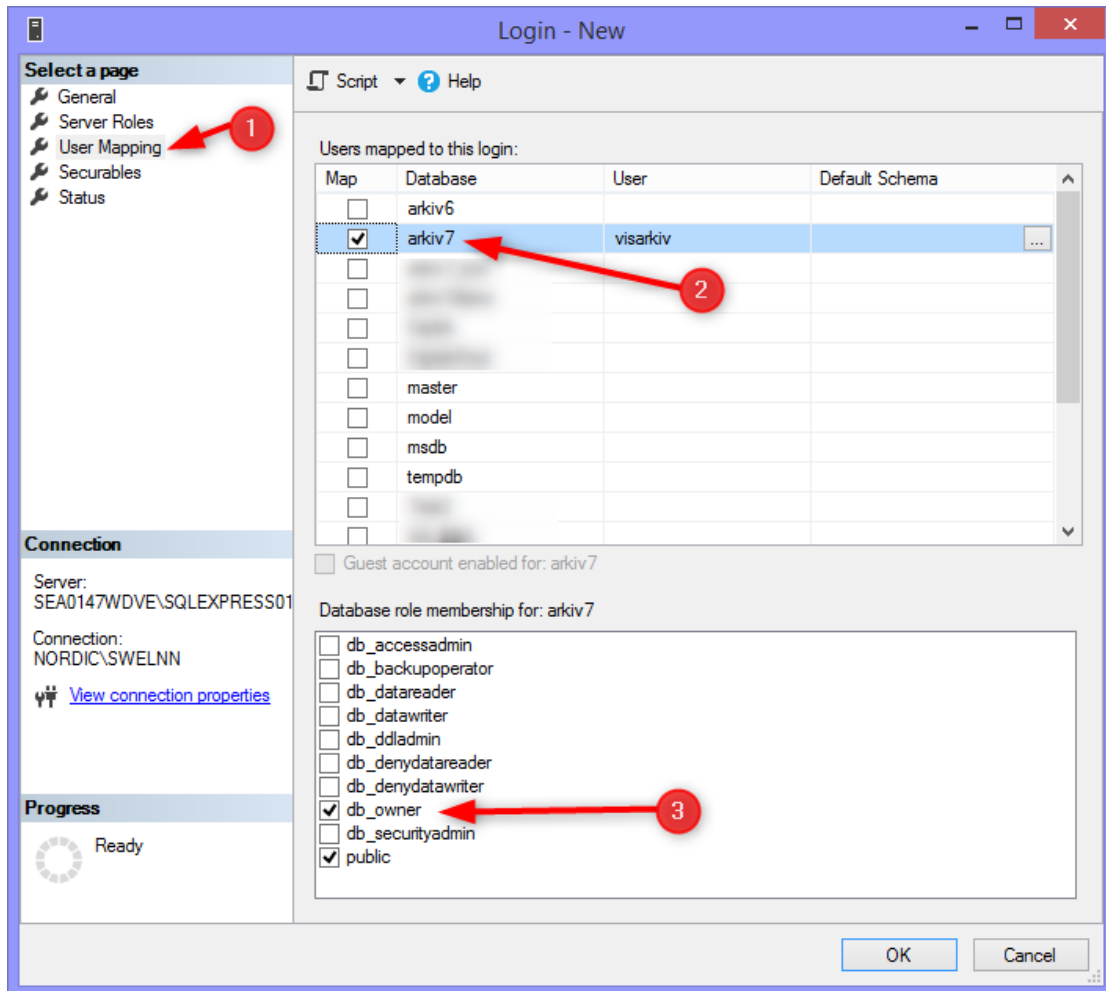 Login - New
Select a page
General
Server Roles
User Mapping
Securables
Status
1
Script Help
Users mapped to this login:
Map Database User Default Schema
arkiv6
arkiv7 visarkiv ...
2
master
model
msdb
tempdb
Guest account enabled for: arkiv7
Connection
Server:
SEA0147WDVE\SQLEXPRESS01
Connection:
NORDIC\SWELNN
View connection properties
Database role membership for: arkiv7
db_accessadmin
db_backupoperator
db_datareader
db_datawriter
db_ddladmin
db_denydatareader
db_denydatawriter
db_owner
3
db_securityadmin
public
Progress
Ready
OK Cancel